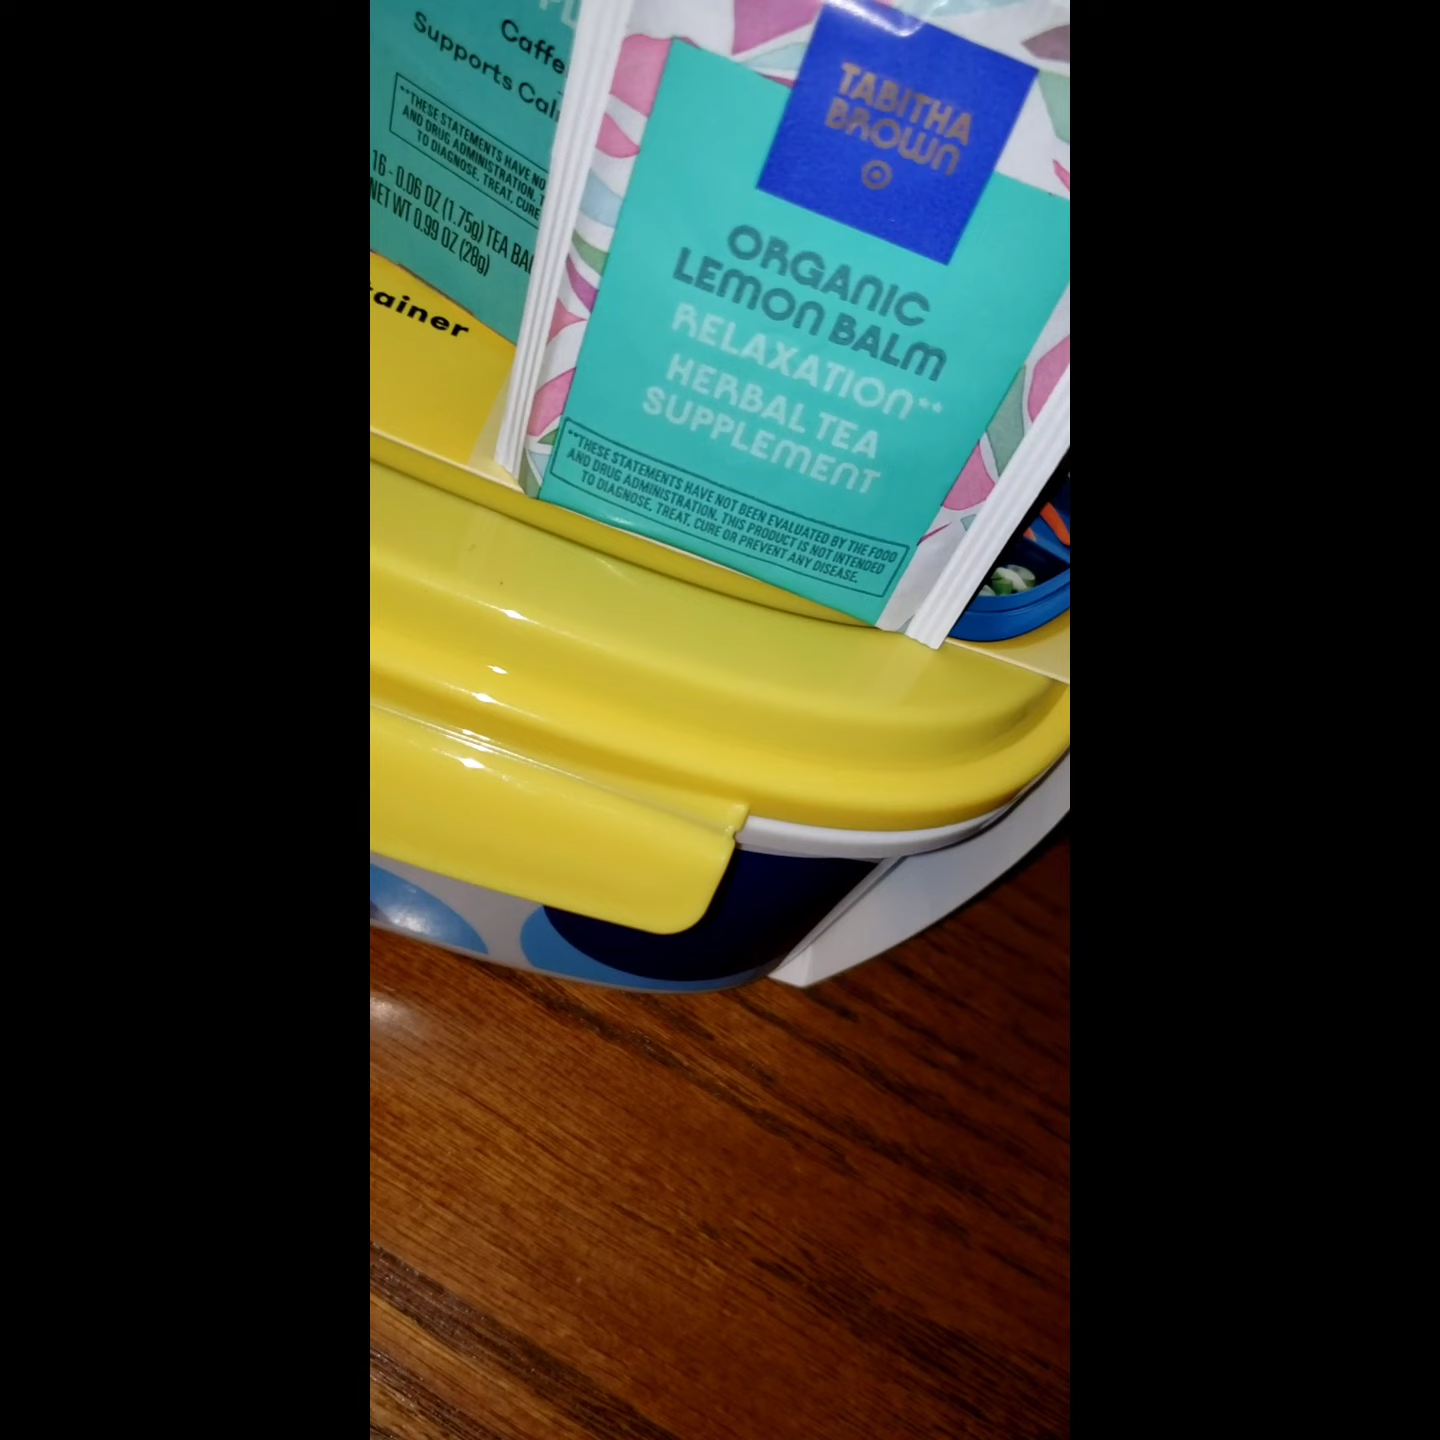 Caffe
Supports Cal
**THESE STATEMENTS HAVE NO
AND DRUG ADMINISTRATION. T
TO DIAGNOSE, TREAT, CURE
16 - 0.06 OZ (1.75g) TEA BA
NET WT 0.99 OZ (28g)
tainer
TABITHA
BROWN
ORGANIC
LEMON BALM
RELAXATION**
HERBAL TEA
SUPPLEMENT
**THESE STATEMENTS HAVE NOT BEEN EVALUATED BY THE FOOD
AND DRUG ADMINISTRATION. THIS PRODUCT IS NOT INTENDED
TO DIAGNOSE, TREAT, CURE OR PREVENT ANY DISEASE.